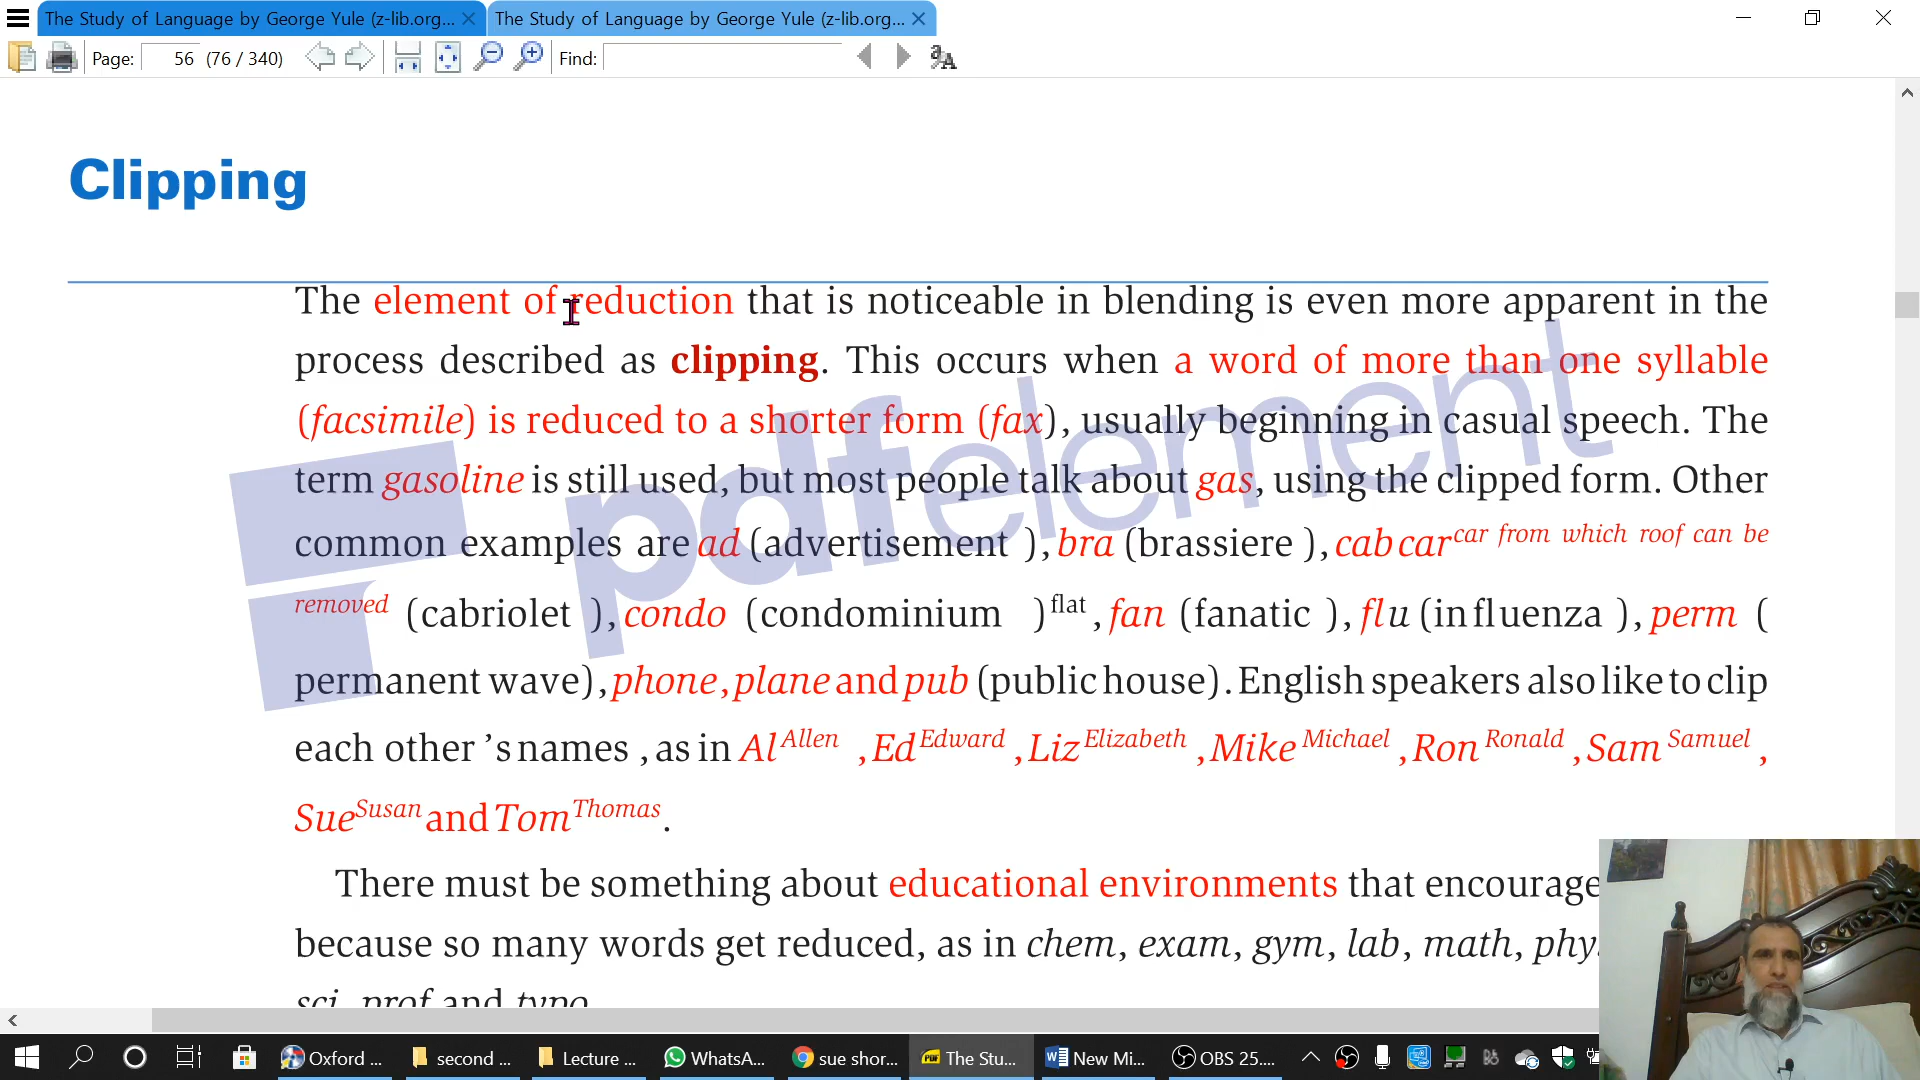 The Study of Language by George Yule (z-lib.org... The Study of Language by George Yule (z-lib.org...
Page: 56 (76 / 340) Find:
Clipping
The element of reduction that is noticeable in blending is even more apparent in the
process described as clipping. This occurs when a word of more than one syllable
(facsimile) is reduced to a shorter form (fax), usually beginning in casual speech. The
term gasoline is still used, but most people talk about gas, using the clipped form. Other
common examples are ad (advertisement ), bra (brassiere ), cab car car from which roof can be
removed (cabriolet ), condo (condominium ) flat , fan (fanatic ), flu (influenza ), perm (
permanent wave), phone, plane and pub (public house). English speakers also like to clip
each other ’s names , as in Al Allen , Ed Edward , Liz Elizabeth , Mike Michael , Ron Ronald , Sam Samuel ,
Sue Susan and Tom Thomas .
There must be something about educational environments that encourage
because so many words get reduced, as in chem, exam, gym, lab, math, phy
sci, prof and typo
pdfelement
Oxford ... second ... Lecture ... WhatsA... sue shor... The Stu... New Mi... OBS 25....